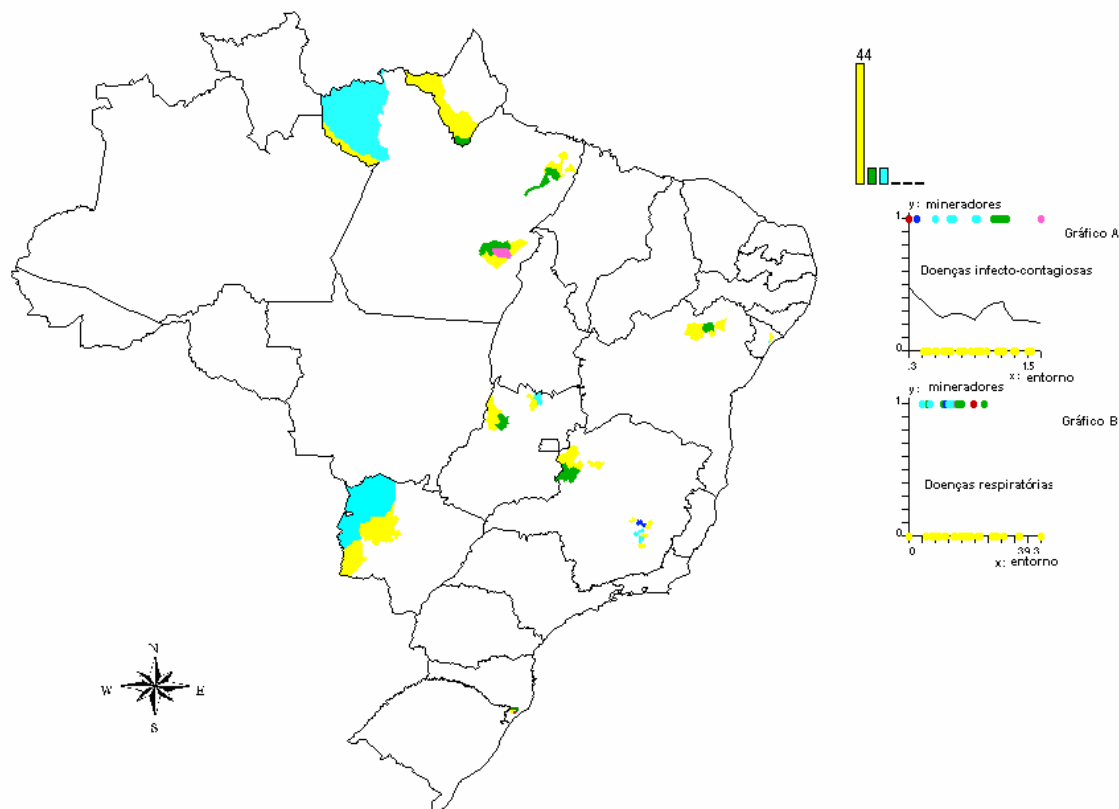 44
y: mineradores
1
Gráfico A
Doenças infecto-contagiosas
0
.3 1.5
x: entorno
y: mineradores
1
Gráfico B
Doenças respiratórias
0
0 39.3
x: entorno
N
W E
S